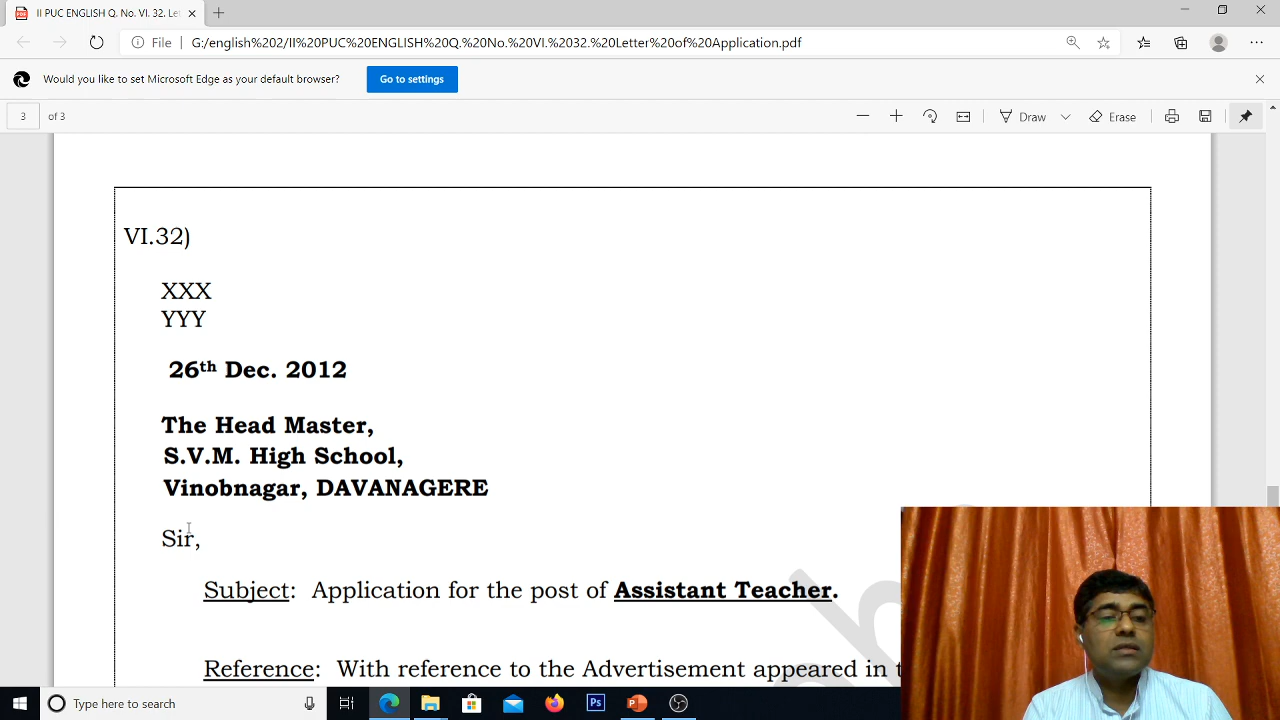 II PUC ENGLISH Q. No. VI. 32. Le
File | G:/english%202/II%20PUC%20ENGLISH%20Q.%20No.%20VI.%2032.%20Letter%20of%20Application.pdf
Would you like to set Microsoft Edge as your default browser? Go to settings
3 of 3 Draw Erase
VI.32)
XXX
YYY
26th Dec. 2012
The Head Master,
S.V.M. High School,
Vinobnagar, DAVANAGERE
Sir,
Subject: Application for the post of Assistant Teacher.
Reference: With reference to the Advertisement appeared in
Type here to search